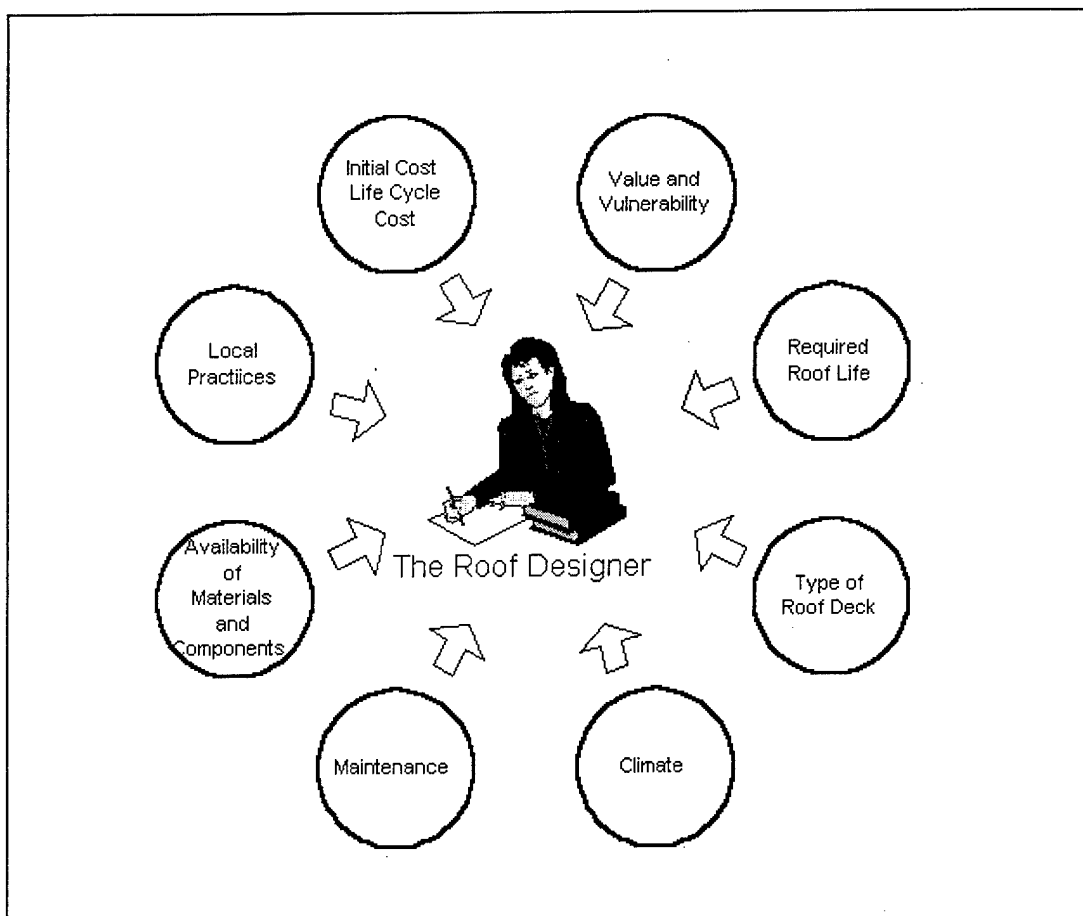 Initial Cost
Life Cycle
Cost
Value and
Vulnerability
Local
Practiices
Required
Roof Life
The Roof Designer
Availability
of
Materials
and
Components
Type of
Roof Deck
Maintenance
Climate